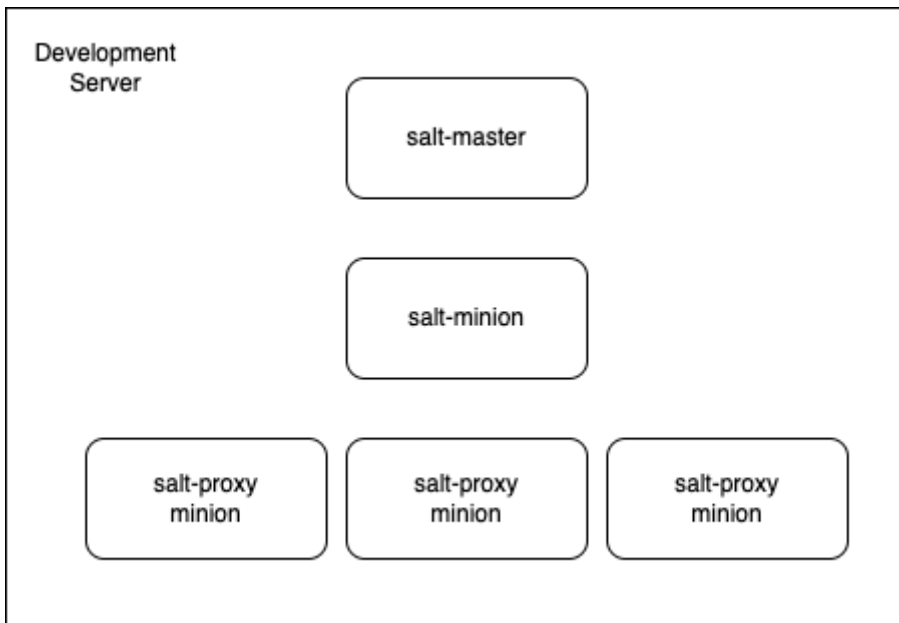 Development
Server
salt-master
salt-minion
salt-proxy
minion
salt-proxy
minion
salt-proxy
minion